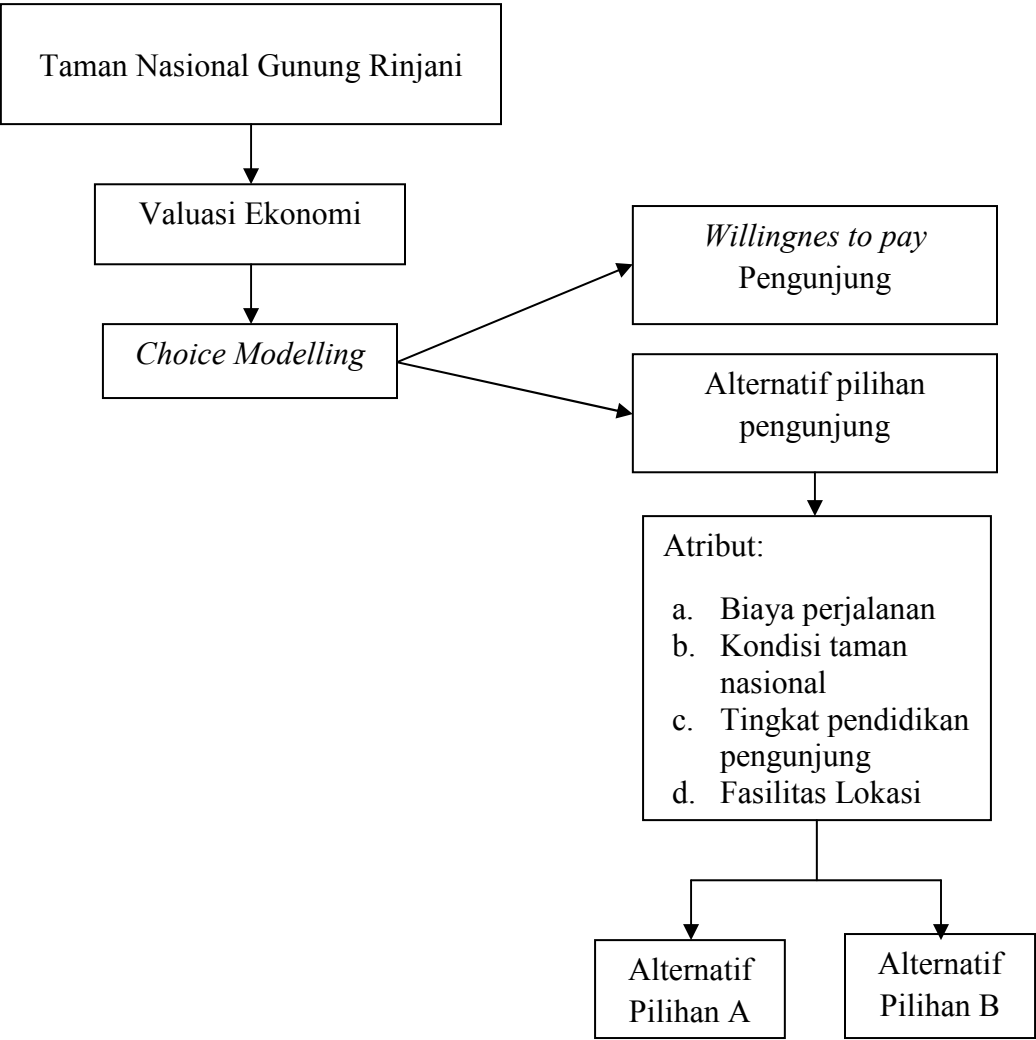 Taman Nasional Gunung Rinjani
Valuasi Ekonomi
Choice Modelling
Willingnes to pay
Pengunjung
Alternatif pilihan
pengunjung
Atribut:
a. Biaya perjalanan
b. Kondisi taman
nasional
c. Tingkat pendidikan
pengunjung
d. Fasilitas Lokasi
Alternatif
Pilihan A
Alternatif
Pilihan B